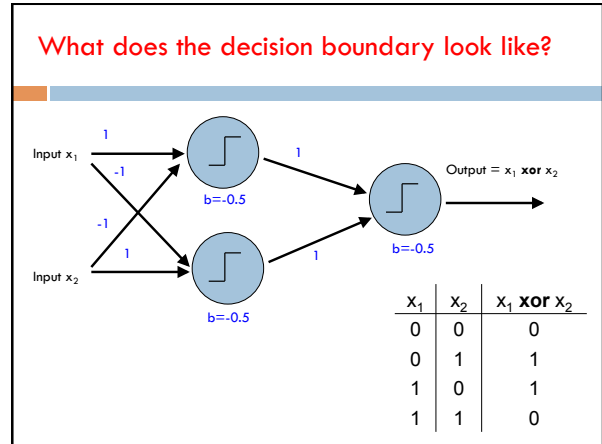 What does the decision boundary look like?
1
Input x₁
-1
b=-0.5
1
Output = x₁ xor x₂
-1
1
Input x₂
1
b=-0.5
b=-0.5
x₁ x₂ x₁ xor x₂
0 0 0
0 1 1
1 0 1
1 1 0